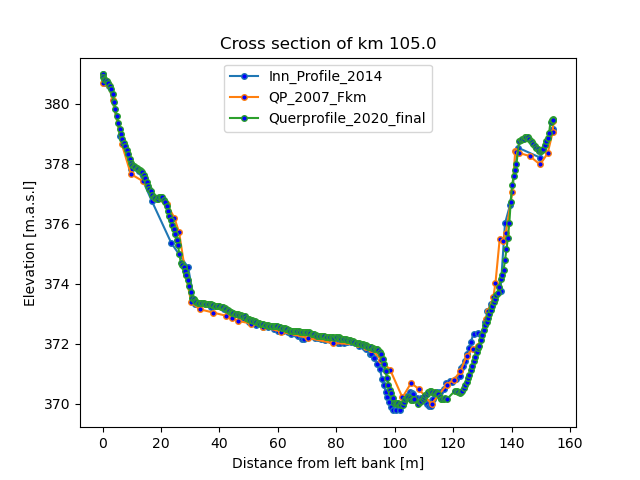 Cross section of km 105.0
Inn_Profile_2014
QP_2007_Fkm
Querprofile_2020_final
Elevation [m.a.s.l]
380
378
376
374
372
370
0 20 40 60 80 100 120 140 160
Distance from left bank [m]